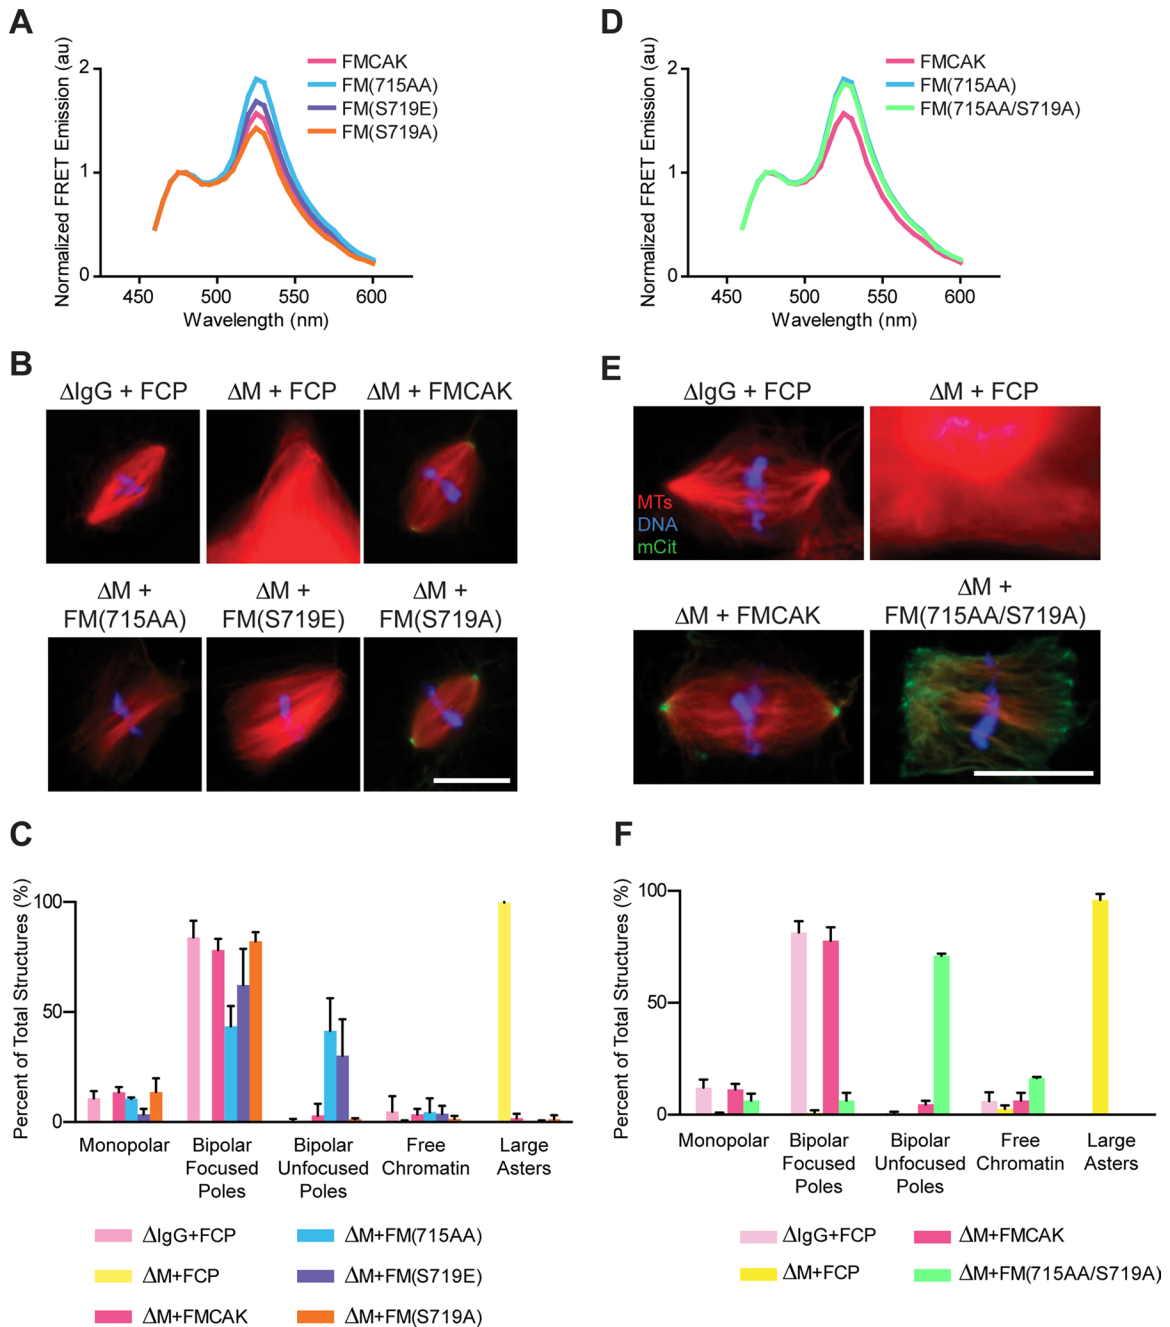 A
Normalized FRET Emission (au)
2
1
0
450 500 550 600
Wavelength (nm)
FMCAK
FM(715AA)
FM(S719E)
FM(S719A)
D
Normalized FRET Emission (au)
2
1
0
450 500 550 600
Wavelength (nm)
FMCAK
FM(715AA)
FM(715AA/S719A)
B
ΔIgG + FCP
ΔM + FCP
ΔM + FMCAK
ΔM +
FM(715AA)
ΔM +
FM(S719E)
ΔM +
FM(S719A)
E
ΔIgG + FCP
ΔM + FCP
MTs
DNA
mCit
ΔM + FMCAK
ΔM +
FM(715AA/S719A)
C
Percent of Total Structures (%)
100
50
0
Monopolar
Bipolar
Focused
Poles
Bipolar
Unfocused
Poles
Free
Chromatin
Large
Asters
ΔIgG+FCP
ΔM+FCP
ΔM+FMCAK
ΔM+FM(715AA)
ΔM+FM(S719E)
ΔM+FM(S719A)
F
Percent of Total Structures (%)
100
50
0
Monopolar
Bipolar
Focused
Poles
Bipolar
Unfocused
Poles
Free
Chromatin
Large
Asters
ΔIgG+FCP
ΔM+FCP
ΔM+FMCAK
ΔM+FM(715AA/S719A)